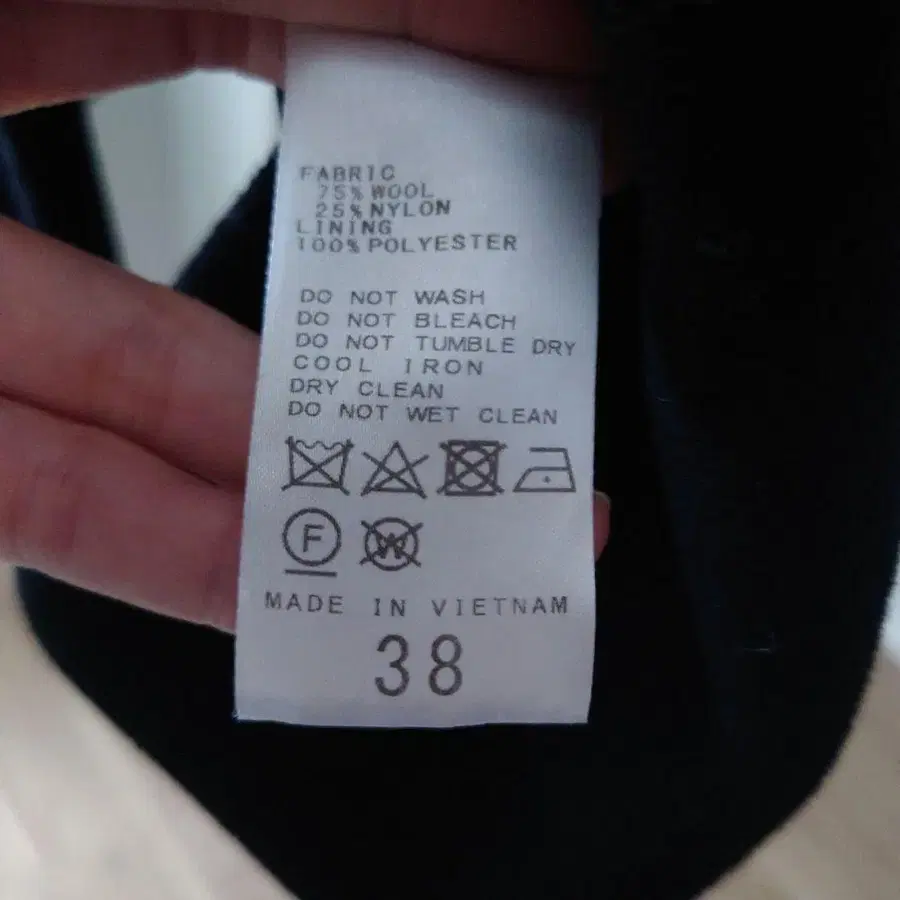 FABRIC
75% WOOL
25% NYLON
LINING
100% POLYESTER
DO NOT WASH
DO NOT BLEACH
DO NOT TUMBLE DRY
COOL IRON
DRY CLEAN
DO NOT WET CLEAN
F W
MADE IN VIETNAM
38